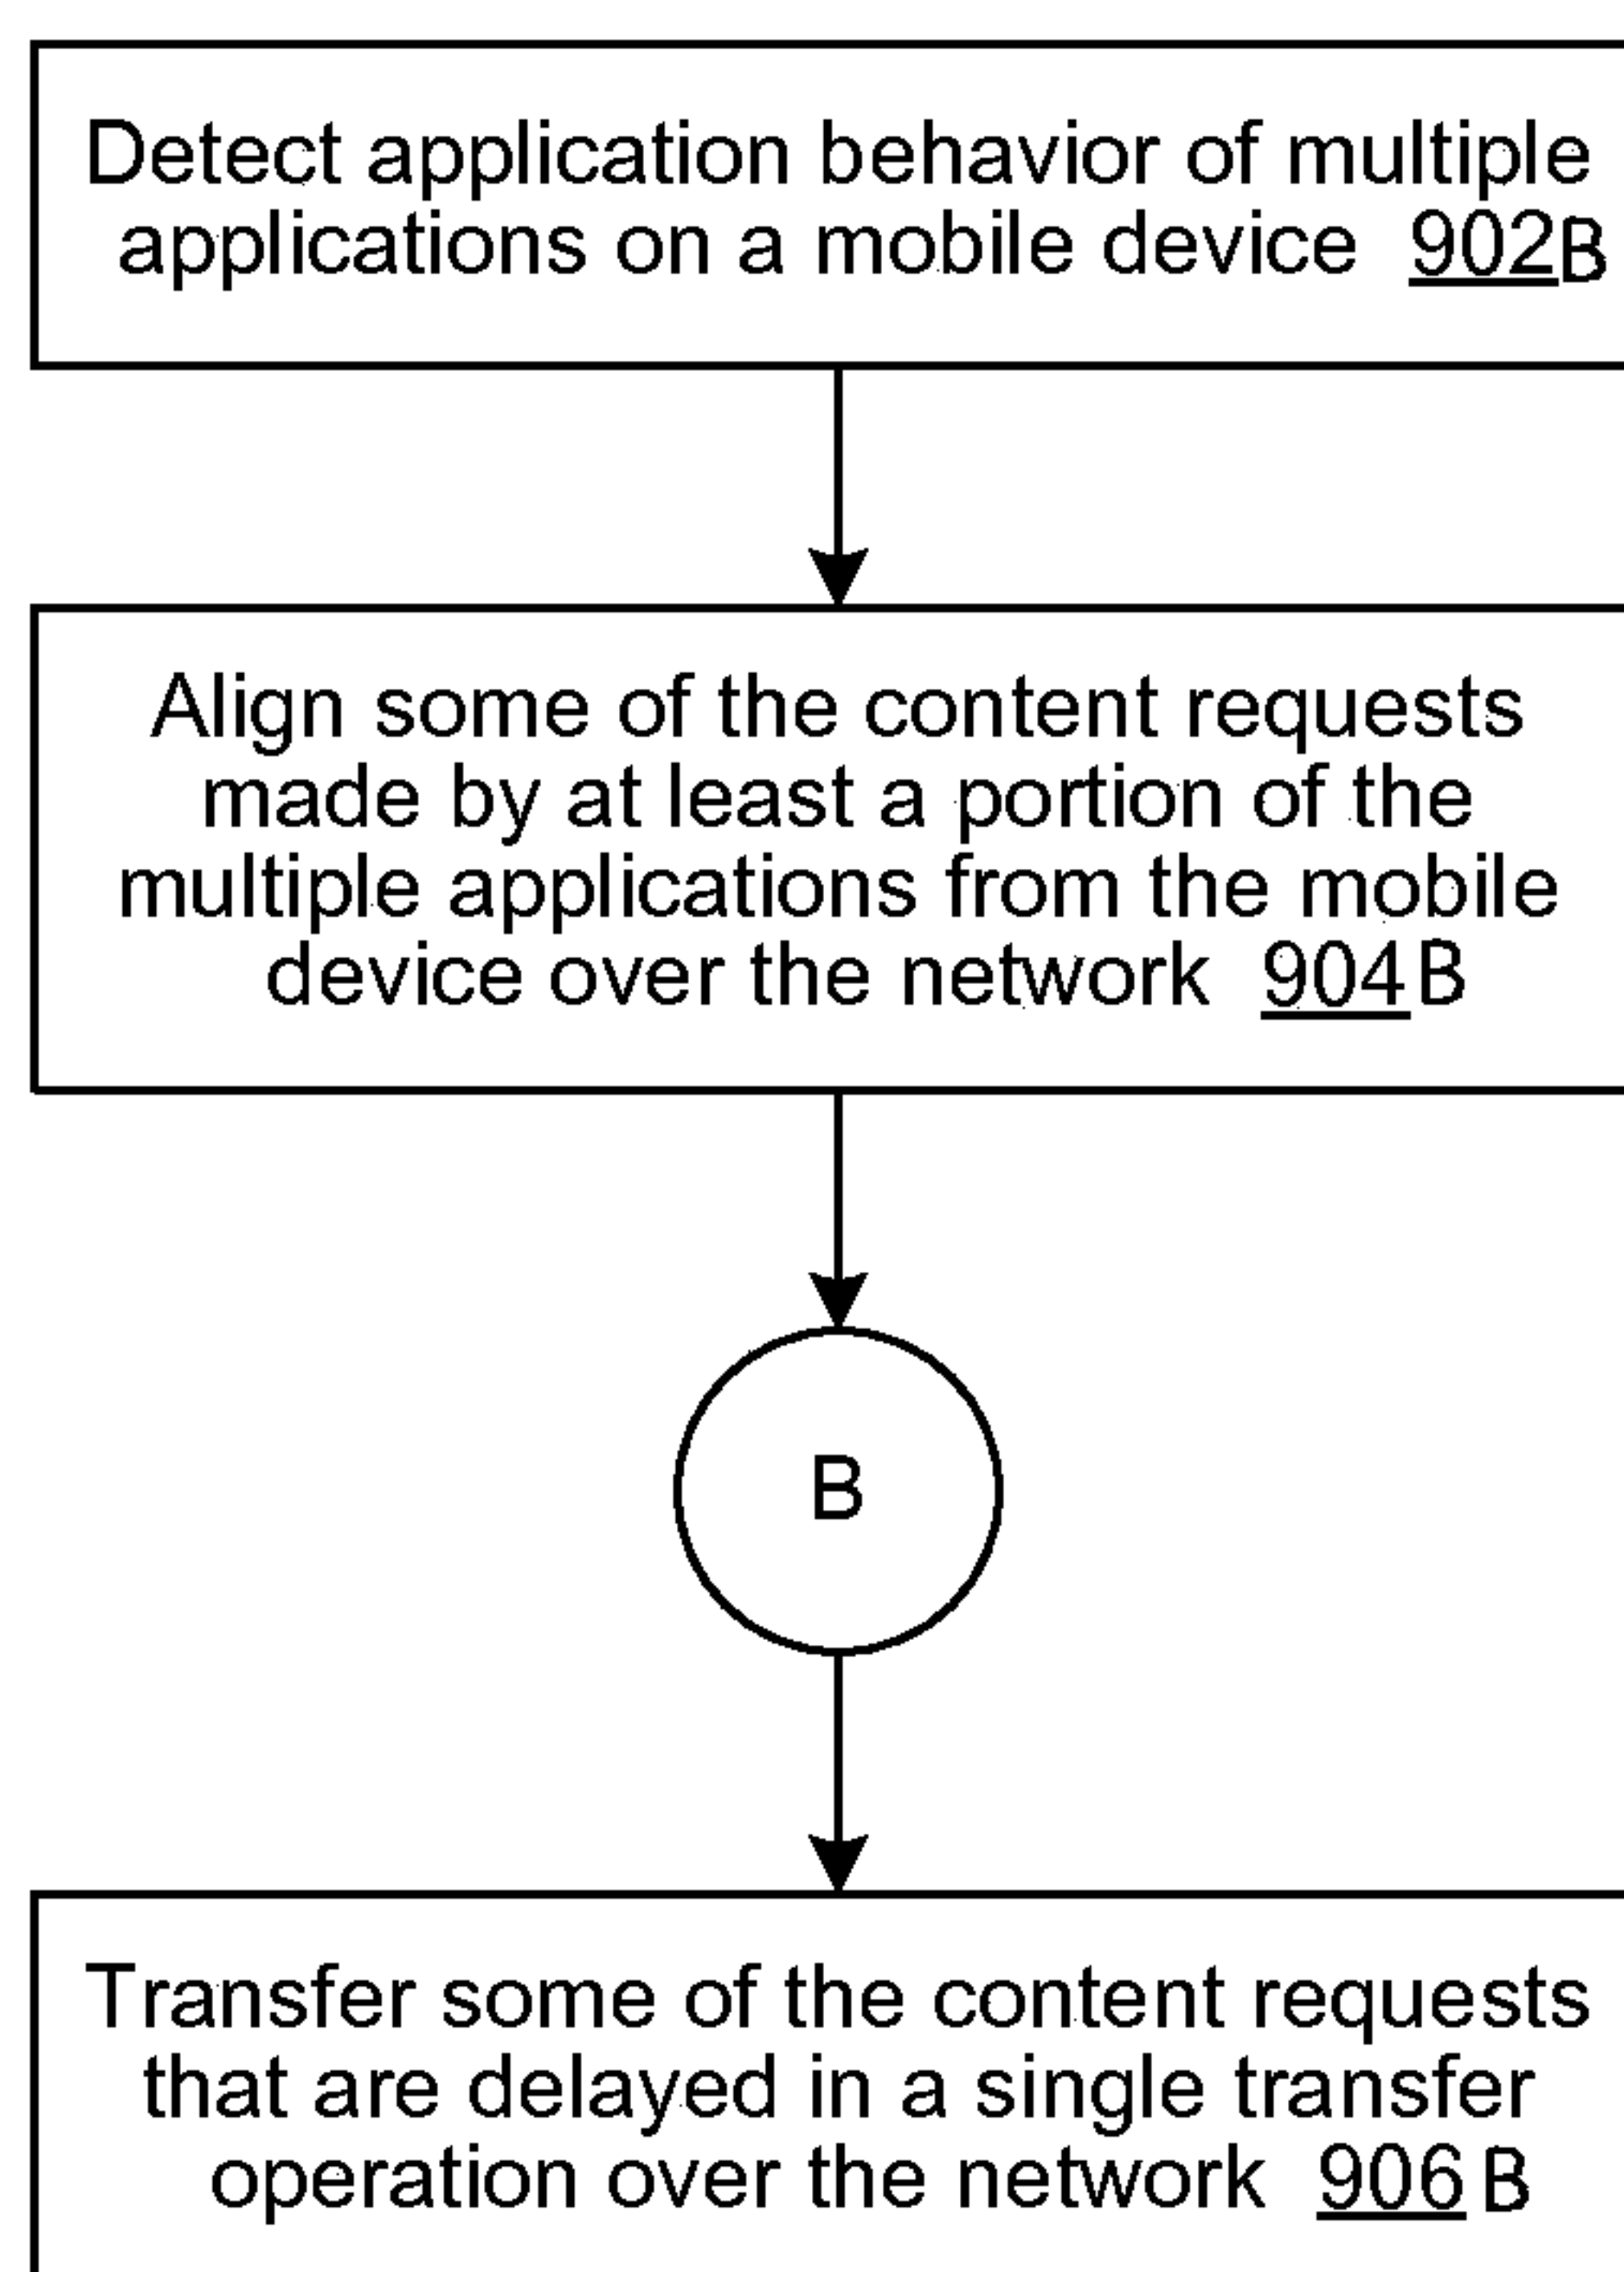 Detect application behavior of multiple
applications on a mobile device 902B
Align some of the content requests
made by at least a portion of the
multiple applications from the mobile
device over the network 904B
B
Transfer some of the content requests
that are delayed in a single transfer
operation over the network 906B